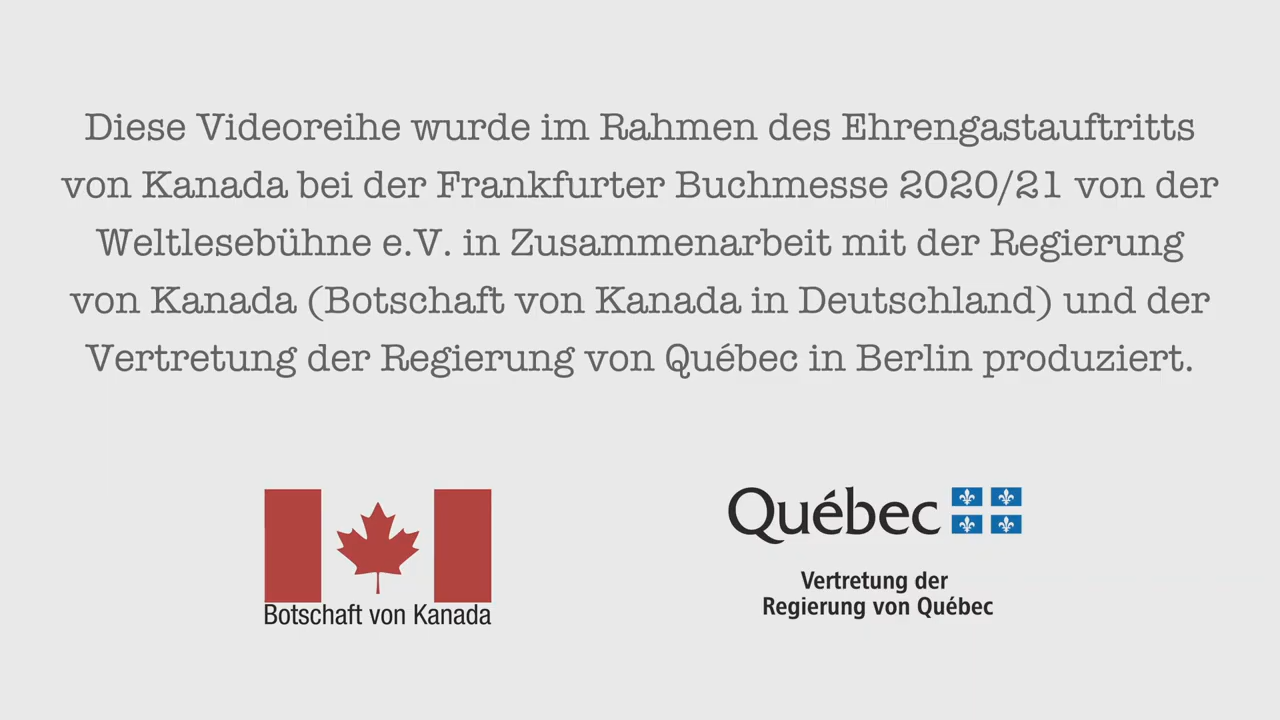 Diese Videoreihe wurde im Rahmen des Ehrengastauftritts
von Kanada bei der Frankfurter Buchmesse 2020/21 von der
Weltlesebühne e.V. in Zusammenarbeit mit der Regierung
von Kanada (Botschaft von Kanada in Deutschland) und der
Vertretung der Regierung von Québec in Berlin produziert.
Botschaft von Kanada
Québec
Vertretung der
Regierung von Québec